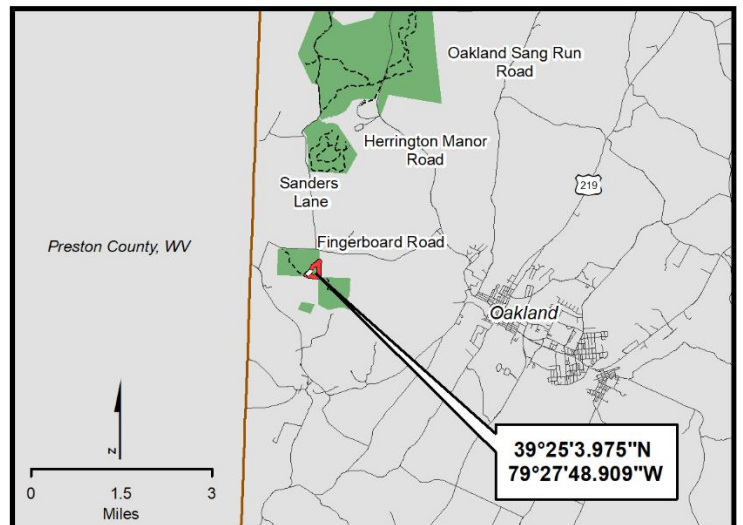 Oakland Sang Run
Road
Herrington Manor
Road
219
Sanders
Lane
Fingerboard Road
Preston County, WV
Oakland
39°25'3.975"N
79°27'48.909"W
N
0 1.5 3
Miles